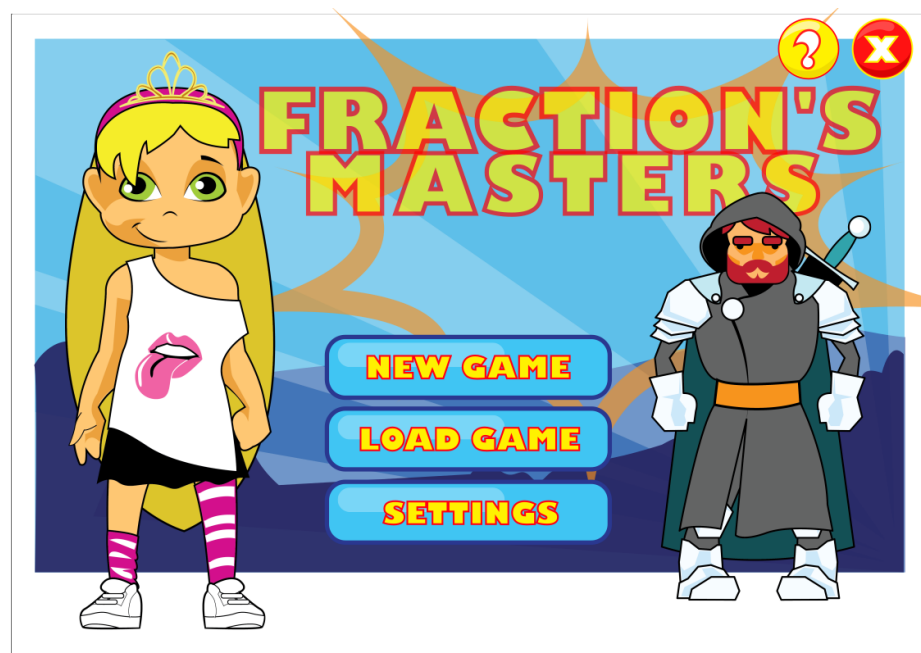 ? X
FRACTION'S
MASTERS
NEW GAME
LOAD GAME
SETTINGS